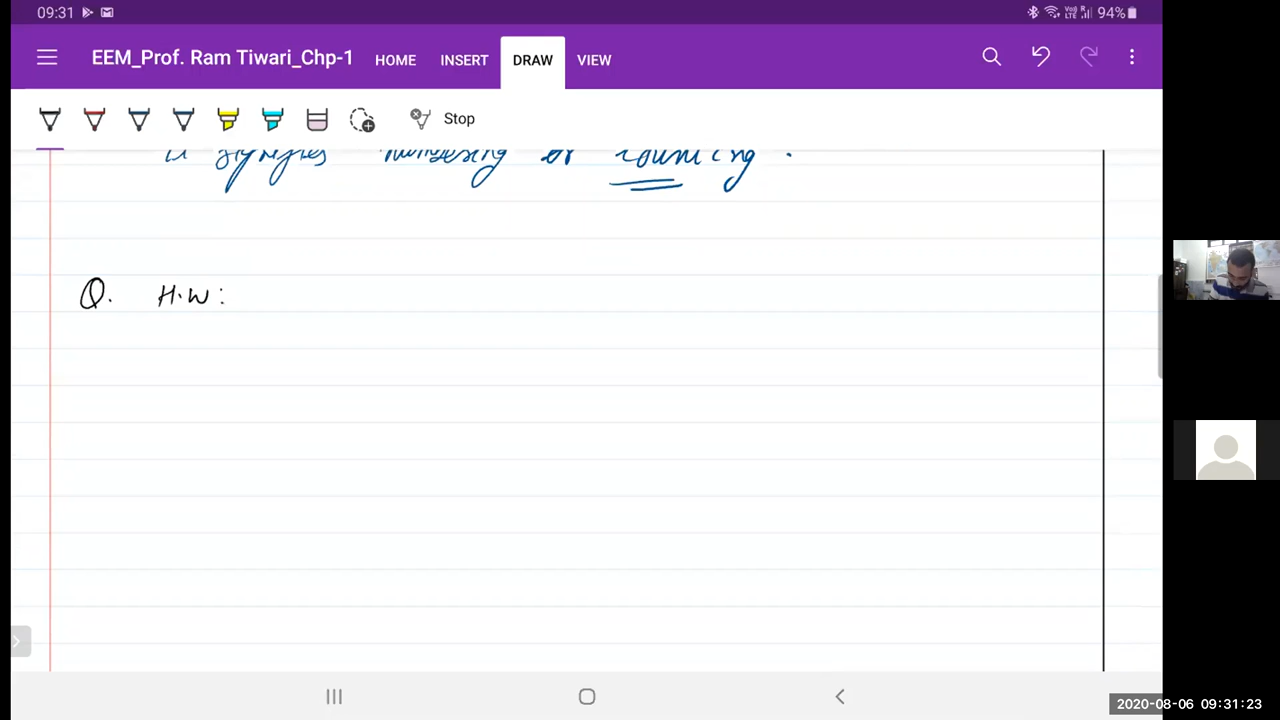 09:31 94%
EEM_Prof. Ram Tiwari_Chp-1 HOME INSERT DRAW VIEW
Stop
It signifies numbering or counting.
Q. H.W:
2020-08-06 09:31:23